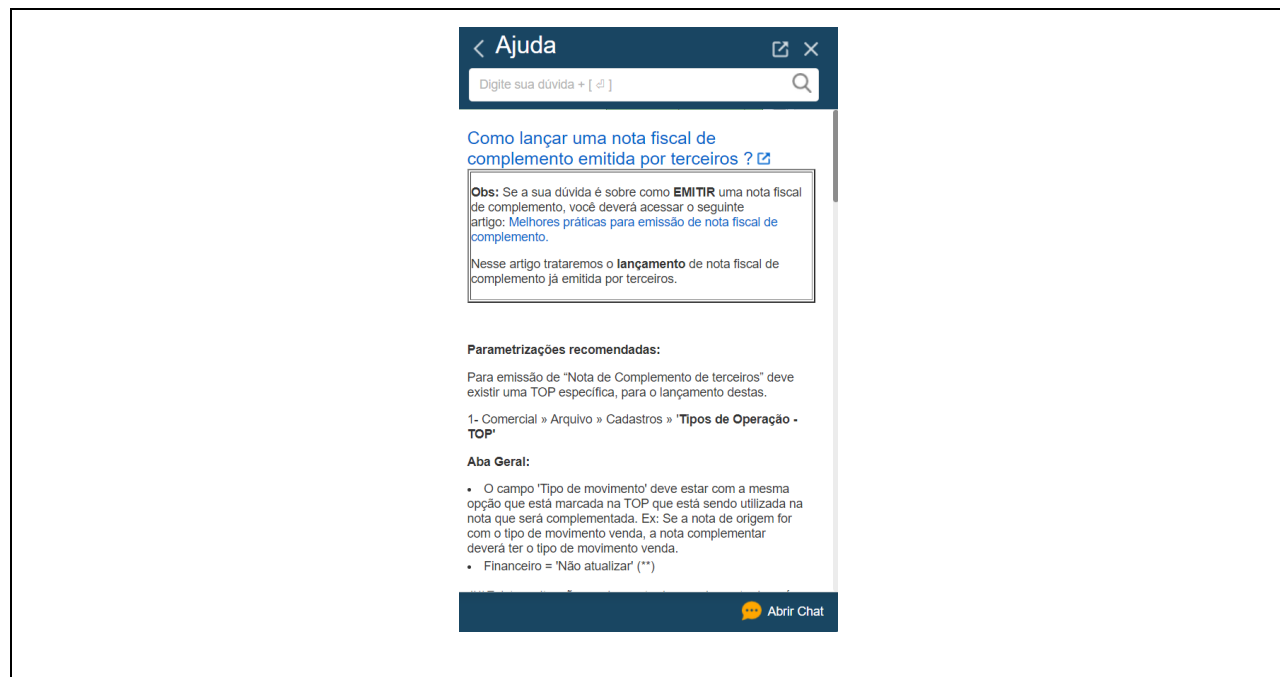 Ajuda
Digite sua dúvida + [ ⏎ ]
Como lançar uma nota fiscal de
complemento emitida por terceiros ?
Obs: Se a sua dúvida é sobre como EMITIR uma nota fiscal
de complemento, você deverá acessar o seguinte
artigo: Melhores práticas para emissão de nota fiscal de
complemento.
Nesse artigo trataremos o lançamento de nota fiscal de
complemento já emitida por terceiros.
Parametrizações recomendadas:
Para emissão de “Nota de Complemento de terceiros” deve
existir uma TOP específica, para o lançamento destas.
1- Comercial » Arquivo » Cadastros » 'Tipos de Operação -
TOP'
Aba Geral:
• O campo 'Tipo de movimento' deve estar com a mesma
opção que está marcada na TOP que está sendo utilizada na
nota que será complementada. Ex: Se a nota de origem for
com o tipo de movimento venda, a nota complementar
deverá ter o tipo de movimento venda.
• Financeiro = 'Não atualizar' (**)
Abrir Chat